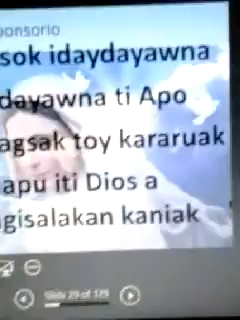 ponsorio
sok idaydayawna
dayawna ti Apo
agsak toy kararuak
apu iti Dios a
gisalakan kaniak
Slide 29 of 129